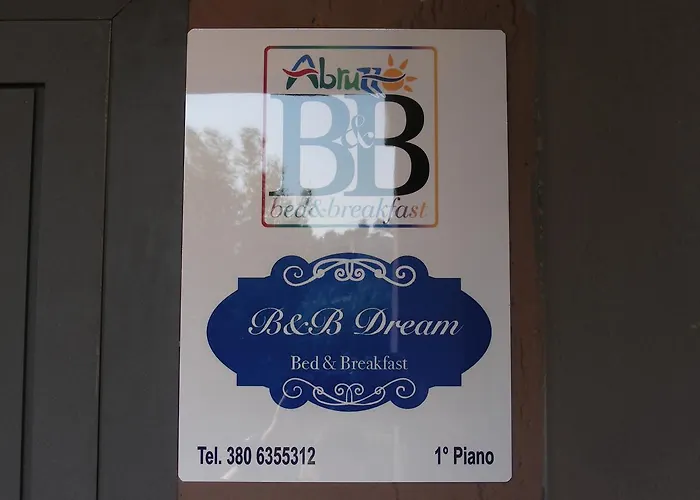 Abruzzo
B&B
bed&breakfast
B&B Dream
Bed & Breakfast
Tel. 380 6355312 1° Piano